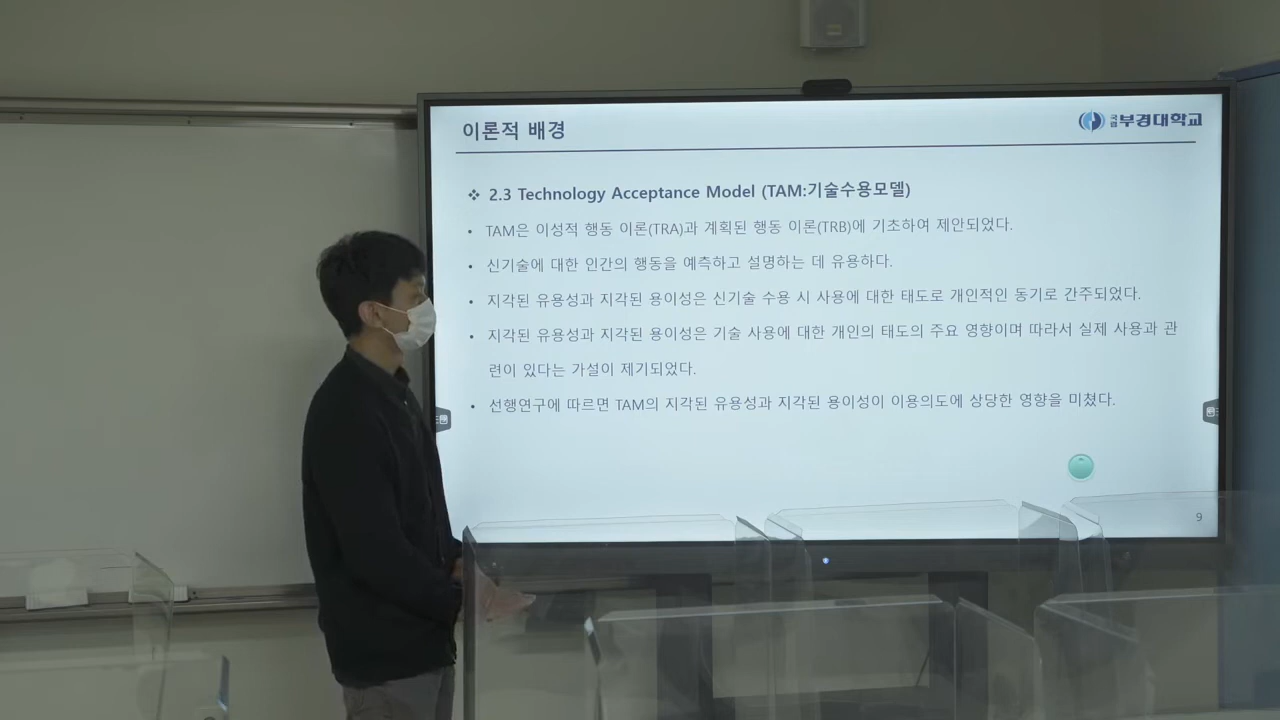 이론적 배경
국립부경대학교
❖ 2.3 Technology Acceptance Model (TAM:기술수용모델)
• TAM은 이성적 행동 이론(TRA)과 계획된 행동 이론(TRB)에 기초하여 제안되었다.
• 신기술에 대한 인간의 행동을 예측하고 설명하는 데 유용하다.
• 지각된 유용성과 지각된 용이성은 신기술 수용 시 사용에 대한 태도로 개인적인 동기로 간주되었다.
• 지각된 유용성과 지각된 용이성은 기술 사용에 대한 개인의 태도의 주요 영향이며 따라서 실제 사용과 관
련이 있다는 가설이 제기되었다.
• 선행연구에 따르면 TAM의 지각된 유용성과 지각된 용이성이 이용의도에 상당한 영향을 미쳤다.
9